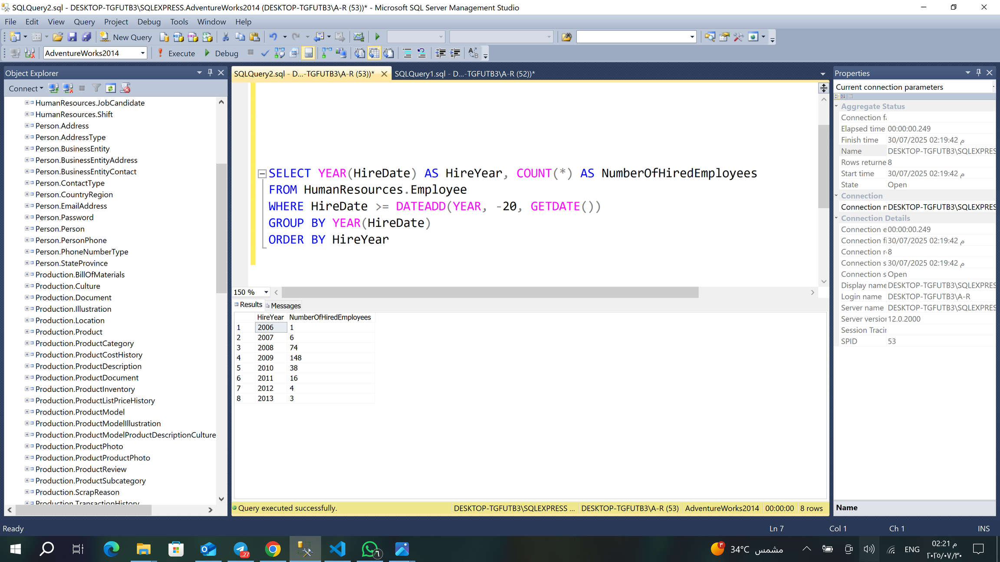 SQLQuery2.sql - DESKTOP-TGFUTB3\SQLEXPRESS.AdventureWorks2014 (DESKTOP-TGFUTB3\A-R (53))* - Microsoft SQL Server Management Studio
File Edit View Query Project Debug Tools Window Help
New Query
AdventureWorks2014 Execute Debug
Object Explorer
Connect
HumanResources.JobCandidate
HumanResources.Shift
Person.Address
Person.AddressType
Person.BusinessEntity
Person.BusinessEntityAddress
Person.BusinessEntityContact
Person.ContactType
Person.CountryRegion
Person.EmailAddress
Person.Password
Person.Person
Person.PersonPhone
Person.PhoneNumberType
Person.StateProvince
Production.BillOfMaterials
Production.Culture
Production.Document
Production.Illustration
Production.Location
Production.Product
Production.ProductCategory
Production.ProductCostHistory
Production.ProductDescription
Production.ProductDocument
Production.ProductInventory
Production.ProductListPriceHistory
Production.ProductModel
Production.ProductModelIllustration
Production.ProductModelProductDescriptionCulture
Production.ProductPhoto
Production.ProductProductPhoto
Production.ProductReview
Production.ProductSubcategory
Production.ScrapReason
Production.TransactionHistory
SQLQuery2.sql - D...-TGFUTB3\A-R (53))* SQLQuery1.sql - D...-TGFUTB3\A-R (52))*
SELECT YEAR(HireDate) AS HireYear, COUNT(*) AS NumberOfHiredEmployees
FROM HumanResources.Employee
WHERE HireDate >= DATEADD(YEAR, -20, GETDATE())
GROUP BY YEAR(HireDate)
ORDER BY HireYear
150 %
Results Messages
HireYear NumberOfHiredEmployees
1 2006 1
2 2007 6
3 2008 74
4 2009 148
5 2010 38
6 2011 16
7 2012 4
8 2013 3
Query executed successfully. DESKTOP-TGFUTB3\SQLEXPRESS ... DESKTOP-TGFUTB3\A-R (53) AdventureWorks2014 00:00:00 8 rows
Properties
Current connection parameters
Aggregate Status
Connection f
Elapsed time 00:00:00.249
Finish time 30/07/2025 02:19:42 م
Name DESKTOP-TGFUTB3\SQLEXPRES
Rows returne 8
Start time 30/07/2025 02:19:42 م
State Open
Connection
Connection n DESKTOP-TGFUTB3\SQLEXPRES
Connection Details
Connection e 00:00:00.249
Connection fi 30/07/2025 02:19:42 م
Connection r 8
Connection s 30/07/2025 02:19:42 م
Connection s Open
Display name DESKTOP-TGFUTB3\SQLEXPRES
Login name DESKTOP-TGFUTB3\A-R
Server name DESKTOP-TGFUTB3\SQLEXPRES
Server version 12.0.2000
Session Tracin
SPID 53
Name
Ready Ln 7 Col 1 Ch 1 INS
..27 ٦ ٣ 34°C مشمس ENG 02:21 م
٢٠٢٥/٠٧/٣٠